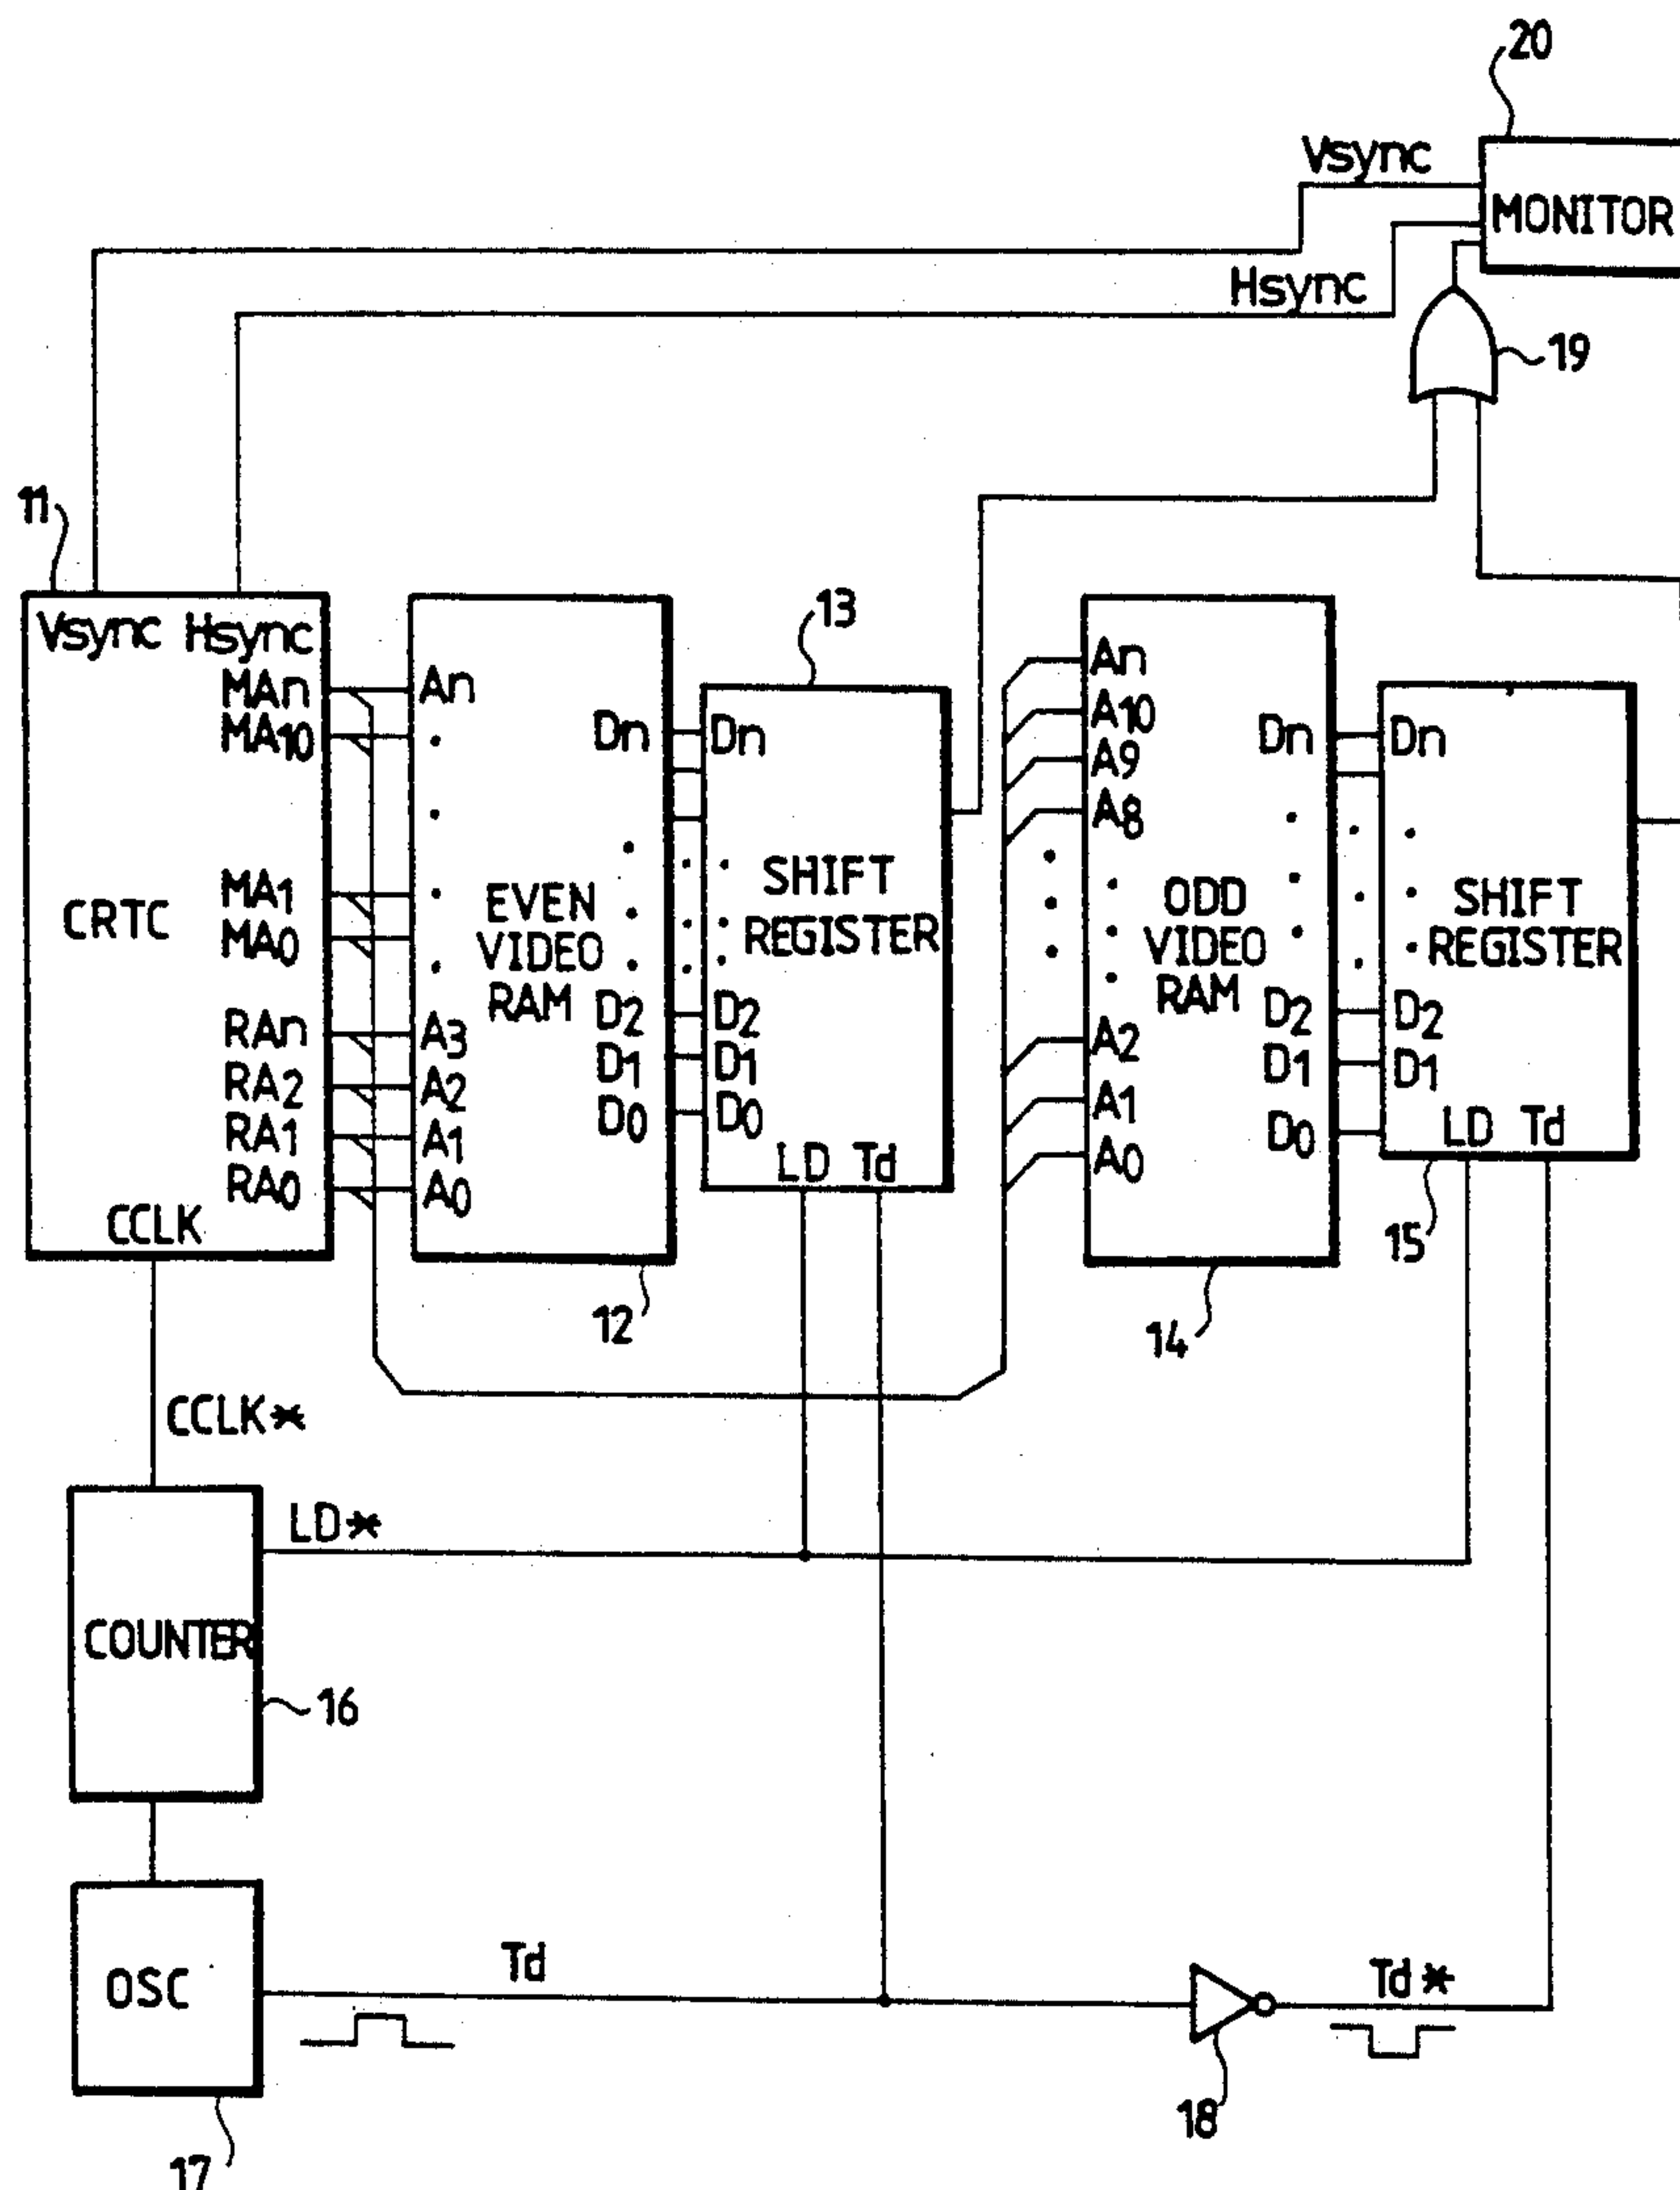 20
Vsync
MONITOR
Hsync
19
11
Vsync Hsync
MAn
MA10
MA1
MA0
CRTC
RAn
RA2
RA1
RA0
CCLK
An
A3
A2
A1
A0
EVEN
VIDEO
RAM
Dn
D2
D1
D0
12
13
Dn
SHIFT
REGISTER
D2
D1
D0
LD Td
An
A10
A9
A8
A2
A1
A0
ODD
VIDEO
RAM
Dn
D2
D1
D0
14
Dn
SHIFT
REGISTER
D2
D1
LD Td
15
CCLK*
LD*
COUNTER
16
OSC
Td
Td*
18
17